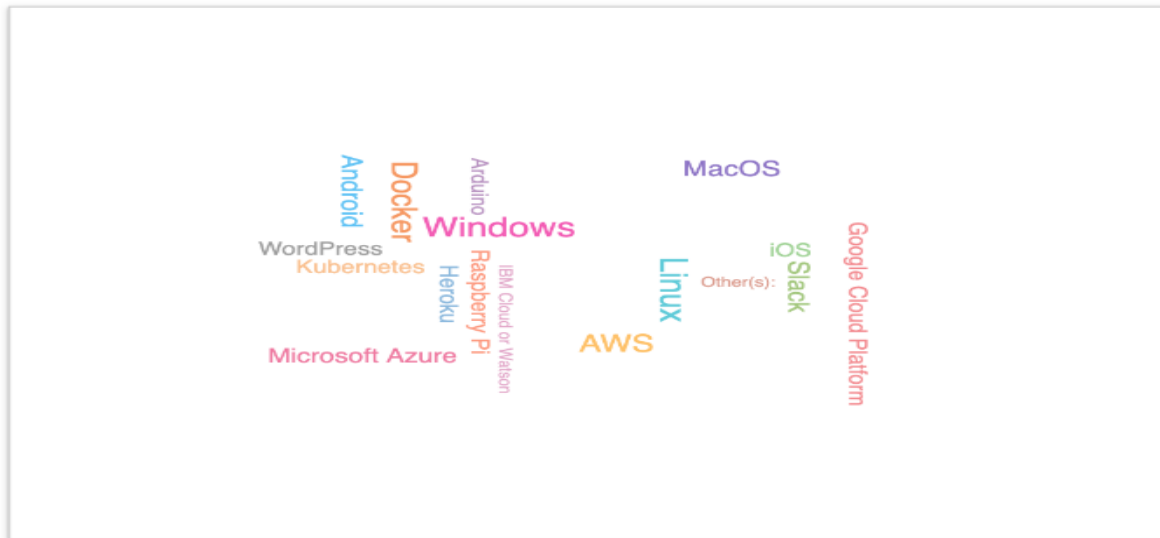 Android
Docker
Arduino
MacOS
Windows
WordPress
Kubernetes
Heroku
Raspberry Pi
IBM Cloud or Watson
Linux
iOS
Slack
Other(s):
Google Cloud Platform
AWS
Microsoft Azure